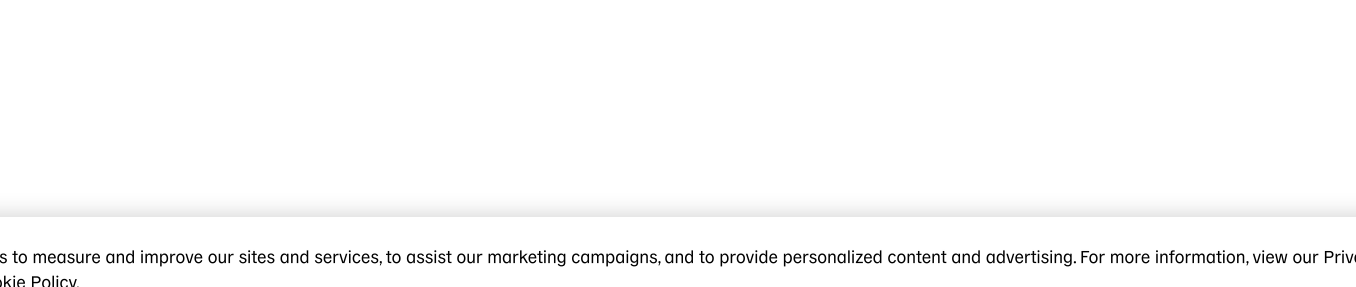 s to measure and improve our sites and services, to assist our marketing campaigns, and to provide personalized content and advertising. For more information, view our Priv
okie Policy.